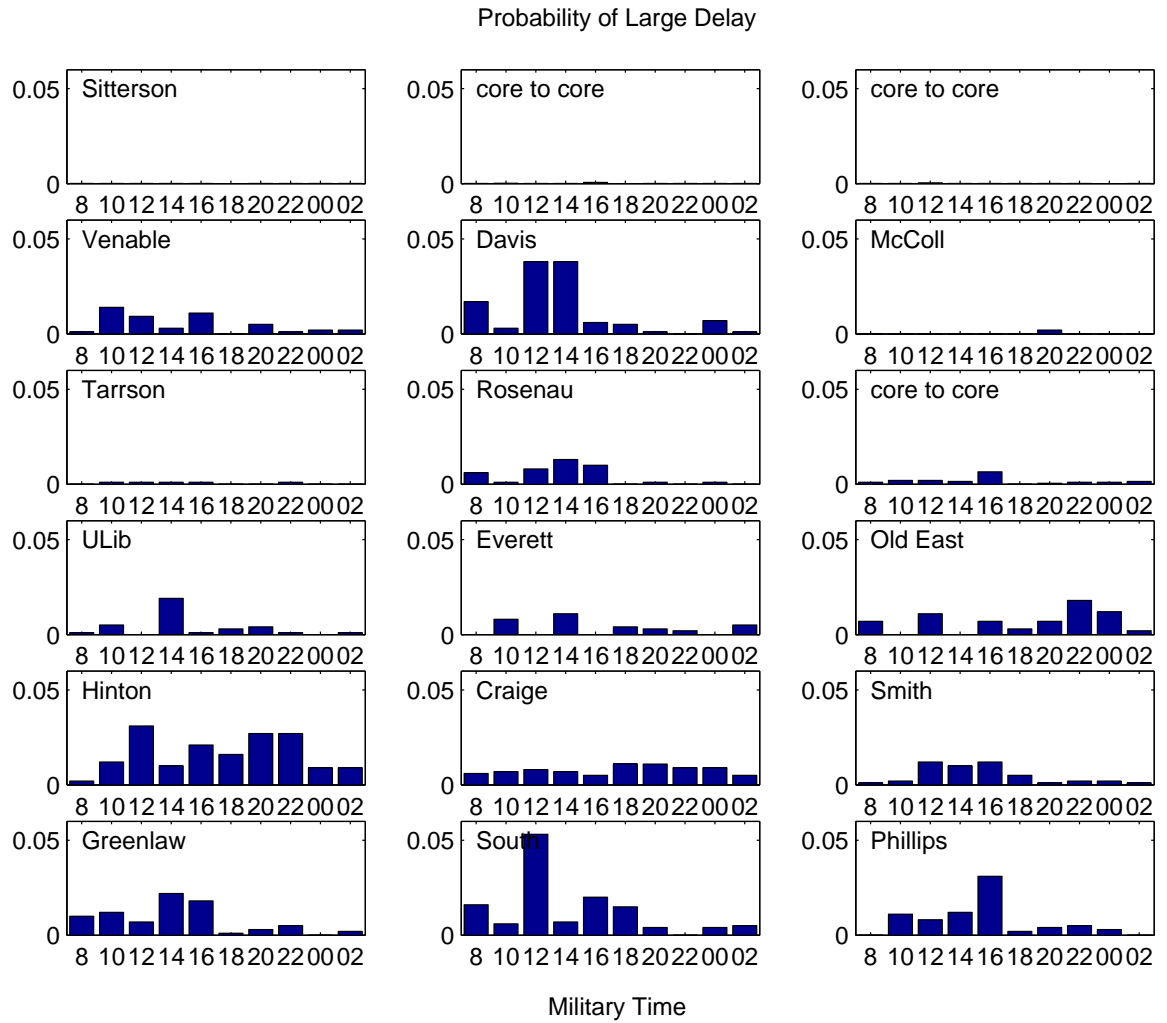 Probability of Large Delay
0.05 Sitterson 0.05 core to core 0.05 core to core
0 0 0
8 10 12 14 16 18 20 22 00 02 8 10 12 14 16 18 20 22 00 02 8 10 12 14 16 18 20 22 00 02
0.05 Venable 0.05 Davis 0.05 McColl
0 0 0
8 10 12 14 16 18 20 22 00 02 8 10 12 14 16 18 20 22 00 02 8 10 12 14 16 18 20 22 00 02
0.05 Tarrson 0.05 Rosenau 0.05 core to core
0 0 0
8 10 12 14 16 18 20 22 00 02 8 10 12 14 16 18 20 22 00 02 8 10 12 14 16 18 20 22 00 02
0.05 ULib 0.05 Everett 0.05 Old East
0 0 0
8 10 12 14 16 18 20 22 00 02 8 10 12 14 16 18 20 22 00 02 8 10 12 14 16 18 20 22 00 02
0.05 Hinton 0.05 Craige 0.05 Smith
0 0 0
8 10 12 14 16 18 20 22 00 02 8 10 12 14 16 18 20 22 00 02 8 10 12 14 16 18 20 22 00 02
0.05 Greenlaw 0.05 South 0.05 Phillips
0 0 0
8 10 12 14 16 18 20 22 00 02 8 10 12 14 16 18 20 22 00 02 8 10 12 14 16 18 20 22 00 02
Military Time